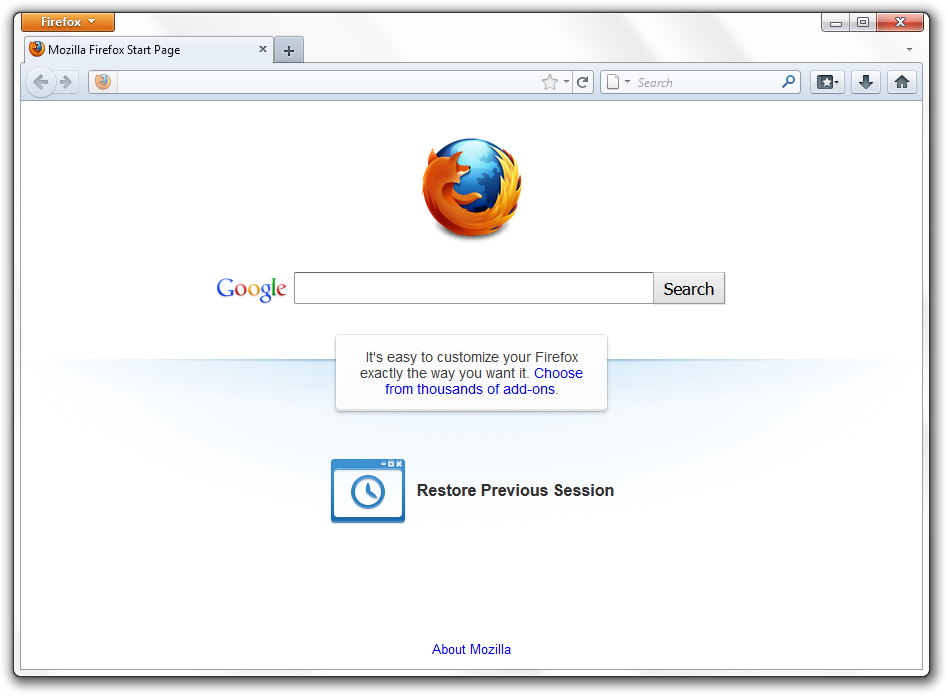 Firefox
Mozilla Firefox Start Page
Search
Google
Search
It's easy to customize your Firefox
exactly the way you want it. Choose
from thousands of add-ons.
Restore Previous Session
About Mozilla